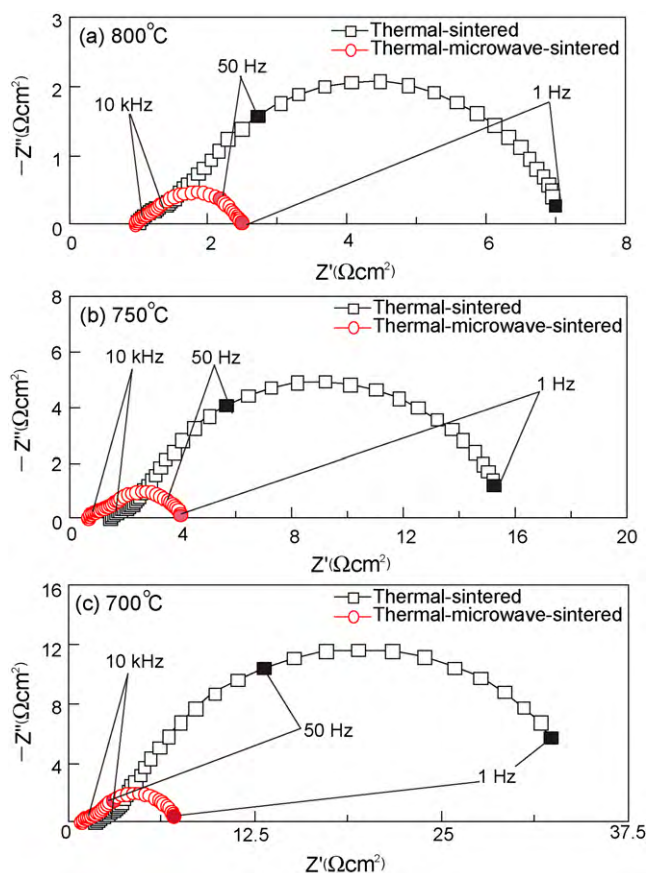 (a) 800°C
Thermal-sintered
Thermal-microwave-sintered
50 Hz
10 kHz
1 Hz
3
2
1
0
0 2 4 6 8
−Z"(Ωcm²)
Z'(Ωcm²)
(b) 750°C
Thermal-sintered
Thermal-microwave-sintered
10 kHz
50 Hz
1 Hz
8
6
4
2
0
0 4 8 12 16 20
−Z"(Ωcm²)
Z'(Ωcm²)
(c) 700°C
Thermal-sintered
Thermal-microwave-sintered
10 kHz
50 Hz
1 Hz
16
12
8
4
0
0 12.5 25 37.5
−Z"(Ωcm²)
Z'(Ωcm²)